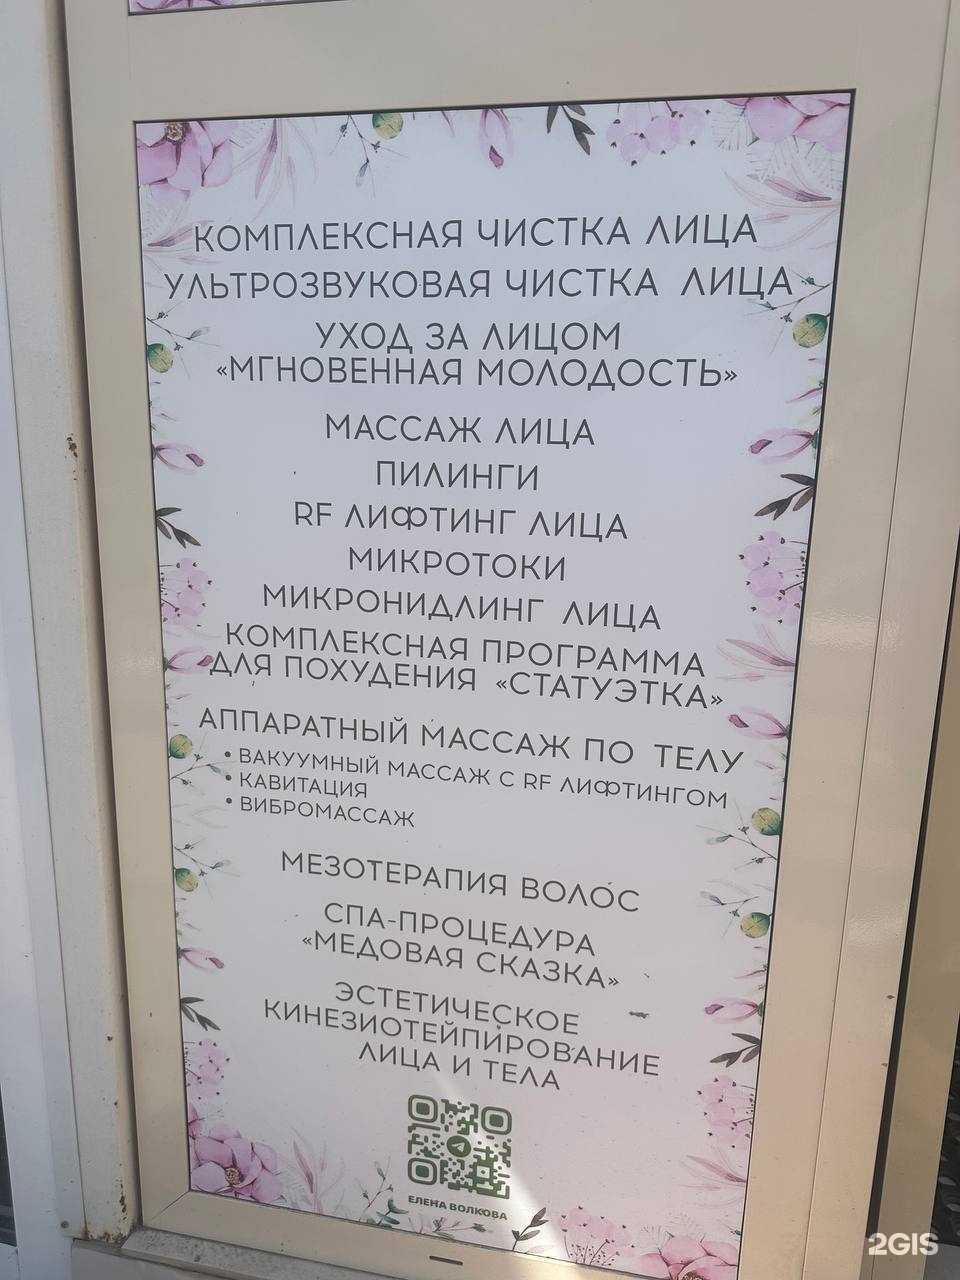 КОМПЛЕКСНАЯ ЧИСТКА ЛИЦА
УЛЬТРОЗВУКОВАЯ ЧИСТКА ЛИЦА
УХОД ЗА ЛИЦОМ
«МГНОВЕННАЯ МОЛОДОСТЬ»
МАССАЖ ЛИЦА
ПИЛИНГИ
RF ЛИФТИНГ ЛИЦА
МИКРОТОКИ
МИКРОНИДЛИНГ ЛИЦА
КОМПЛЕКСНАЯ ПРОГРАММА
ДЛЯ ПОХУДЕНИЯ «СТАТУЭТКА»
АППАРАТНЫЙ МАССАЖ ПО ТЕЛУ
• ВАКУУМНЫЙ МАССАЖ С RF ЛИФТИНГОМ
• КАВИТАЦИЯ
• ВИБРОМАССАЖ
МЕЗОТЕРАПИЯ ВОЛОС
СПА-ПРОЦЕДУРА
«МЕДОВАЯ СКАЗКА»
ЭСТЕТИЧЕСКОЕ
КИНЕЗИОТЕЙПИРОВАНИЕ
ЛИЦА И ТЕЛА
ЕЛЕНА ВОЛКОВА
2GIS